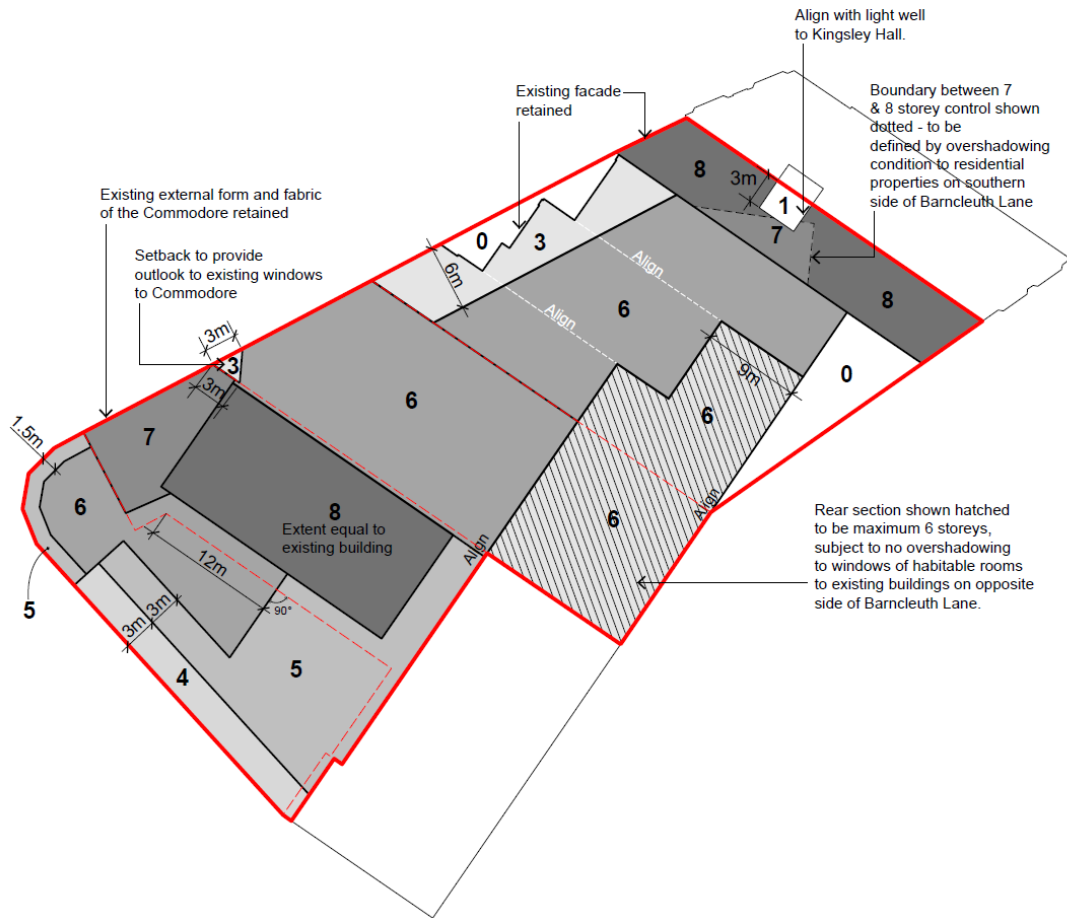 Align with light well
to Kingsley Hall.
Existing facade
retained
Boundary between 7
& 8 storey control shown
dotted - to be
defined by overshadowing
condition to residential
properties on southern
side of Barncleuth Lane
Existing external form and fabric
of the Commodore retained
Setback to provide
outlook to existing windows
to Commodore
8
3m
1
7
8
0
3
6m
Align
Align
6
9m
0
3m
3
3m
6
6
7
1.5m
6
8
Extent equal to
existing building
6
Align
Align
12m
90°
5
3m
3m
5
4
Rear section shown hatched
to be maximum 6 storeys,
subject to no overshadowing
to windows of habitable rooms
to existing buildings on opposite
side of Barncleuth Lane.